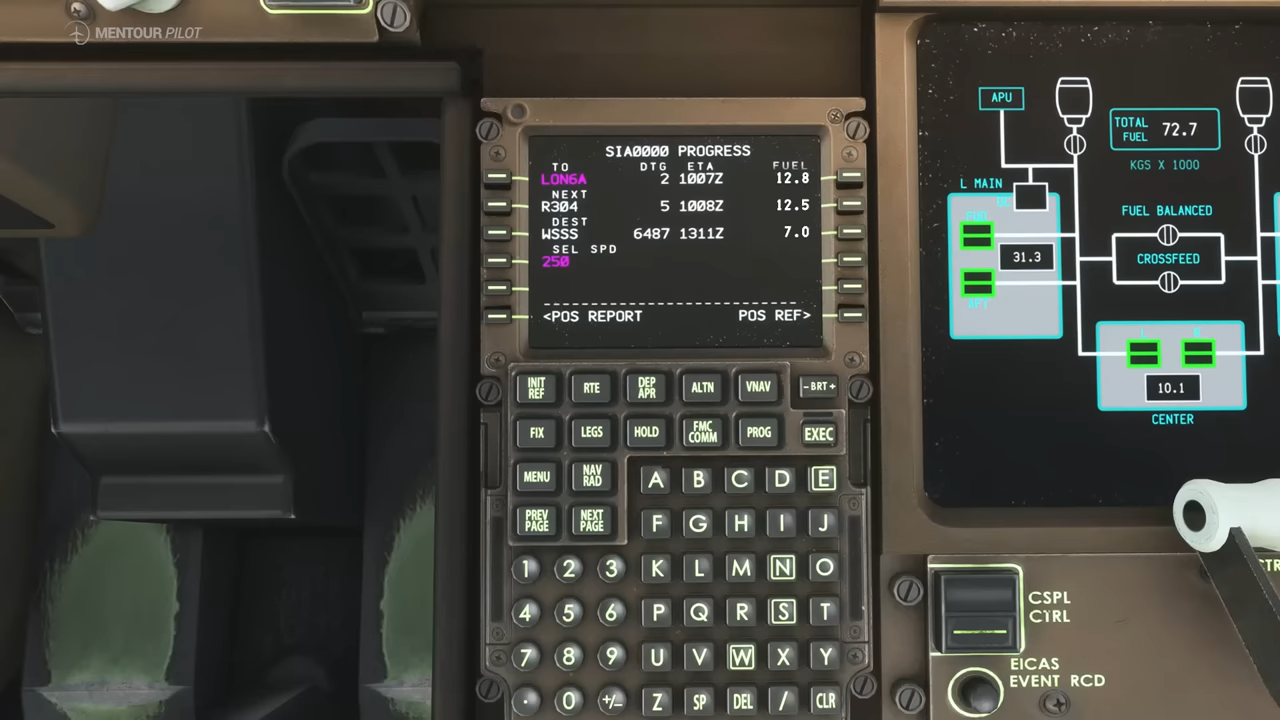 MENTOUR PILOT
SIA0000 PROGRESS
TO DTG ETA FUEL
LON6A 2 1007Z 12.8
NEXT
R304 5 1008Z 12.5
DEST
WSSS 6487 1311Z 7.0
SEL SPD
250
<POS REPORT POS REF>
INIT REF RTE DEP APR ALTN VNAV -BRT+
FIX LEGS HOLD FMC COMM PROG EXEC
MENU NAV RAD
PREV PAGE NEXT PAGE
A B C D E
F G H I J
1 2 3 K L M N O
4 5 6 P Q R S T
7 8 9 U V W X Y
. 0 +/- Z SP DEL / CLR
APU
TOTAL FUEL 72.7
KGS X 1000
L MAIN
FUEL BALANCED
31.3
CROSSFEED
10.1
CENTER
CSPL
CTRL
EICAS
EVENT RCD